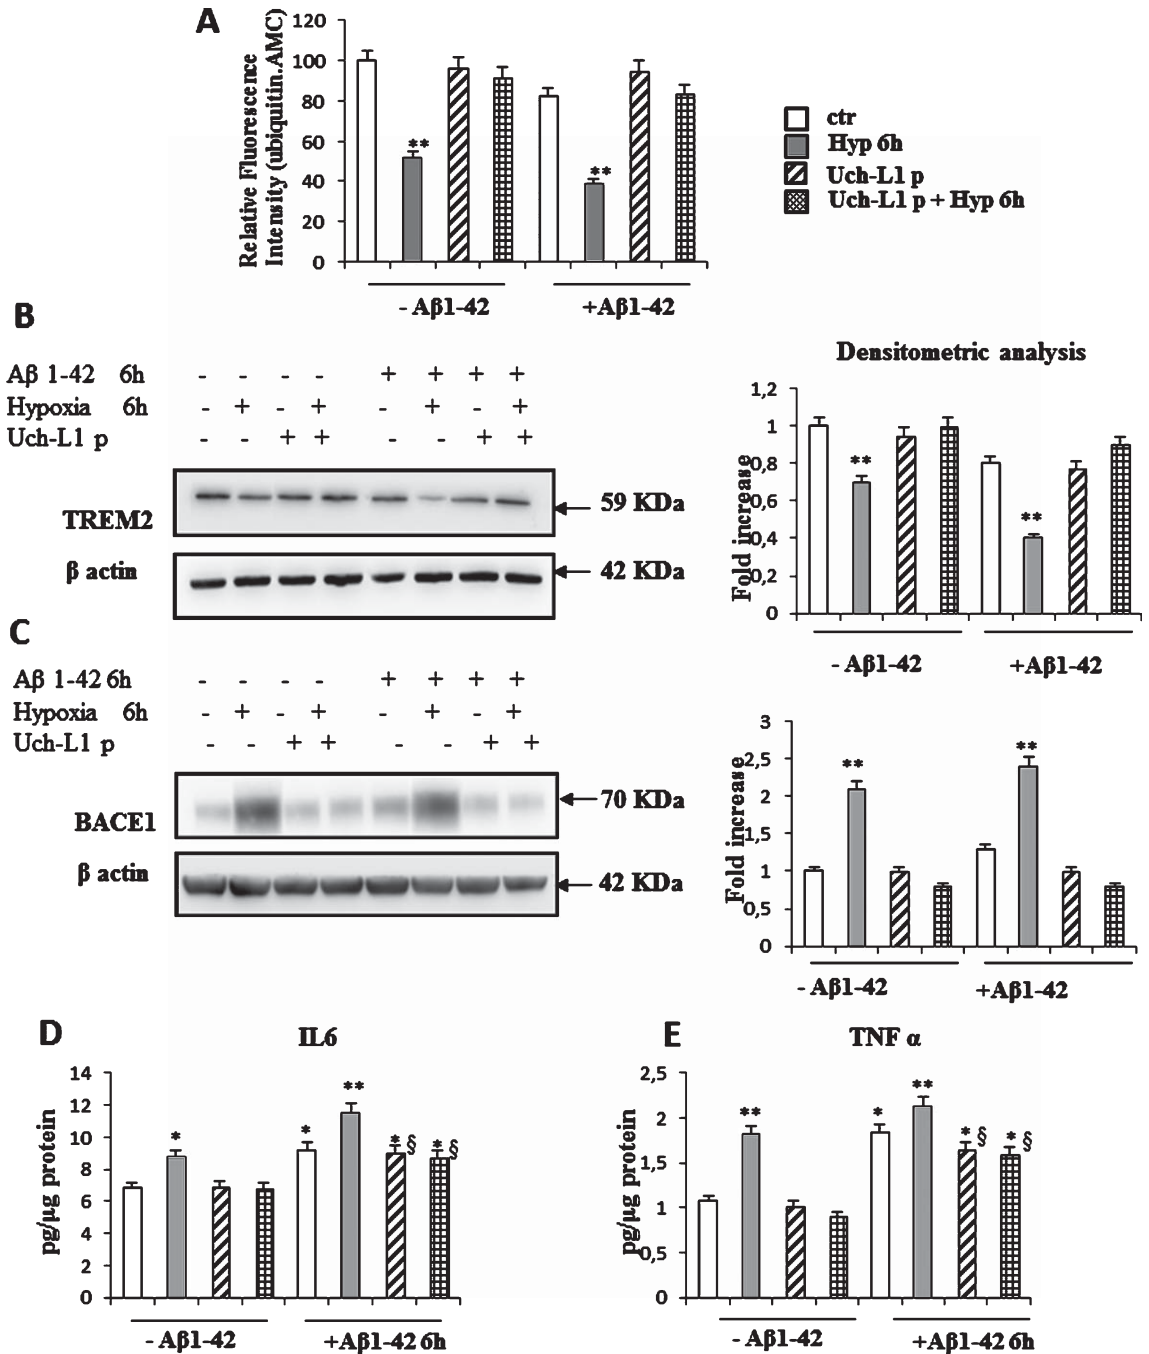 A
Relative Fluorescence
Intensity (ubiquitin.AMC)
120
100
80
60
40
20
0
**
**
- Aβ1-42
+Aβ1-42
ctr
Hyp 6h
Uch-L1 p
Uch-L1 p + Hyp 6h
B
Aβ 1-42 6h - - - - + + + +
Hypoxia 6h - + - + - + - +
Uch-L1 p - - + + - - + +
TREM2
59 KDa
β actin
42 KDa
Densitometric analysis
Fold increase
1,2
1
0,8
0,6
0,4
0,2
0
**
**
- Aβ1-42
+Aβ1-42
C
Aβ 1-42 6h - - - - + + + +
Hypoxia 6h - + - + - + - +
Uch-L1 p - - + + - - + +
BACE1
70 KDa
β actin
42 KDa
Fold increase
3
2,5
2
1,5
1
0,5
0
**
**
- Aβ1-42
+Aβ1-42
D
IL6
pg/µg protein
14
12
10
8
6
4
2
0
*
*
**
* §
* §
- Aβ1-42
+Aβ1-42 6h
E
TNF α
pg/µg protein
2,5
2
1,5
1
0,5
0
**
*
**
* §
* §
- Aβ1-42
+Aβ1-42 6h